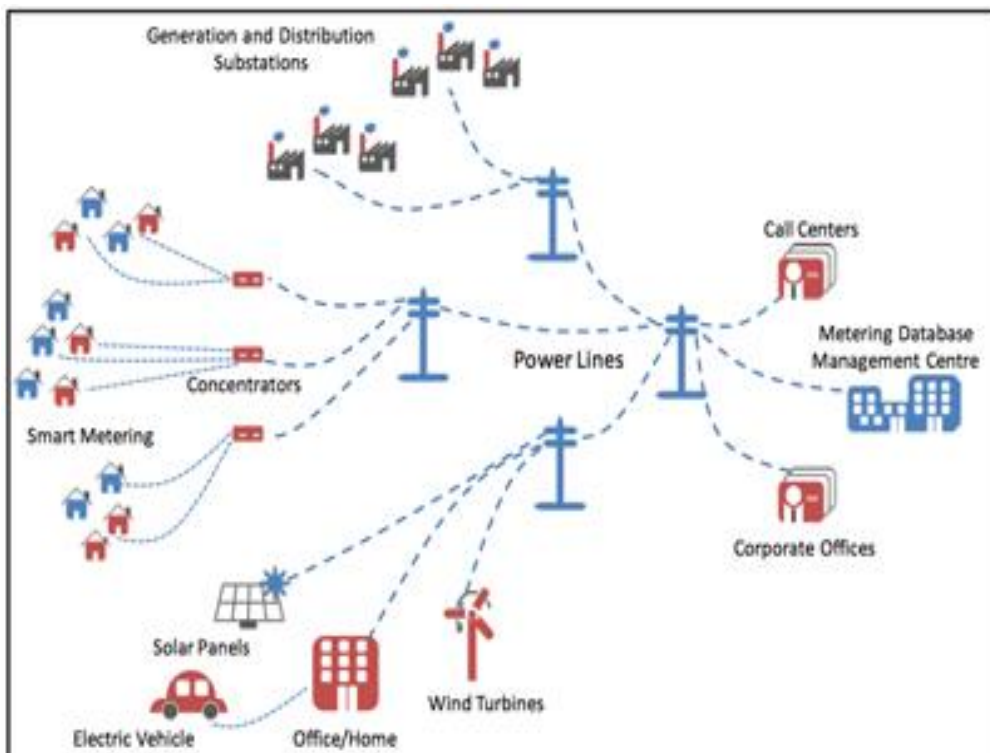 Generation and Distribution
Substations
Call Centers
Metering Database
Management Centre
Power Lines
Concentrators
Smart Metering
Corporate Offices
Solar Panels
Wind Turbines
Electric Vehicle
Office/Home